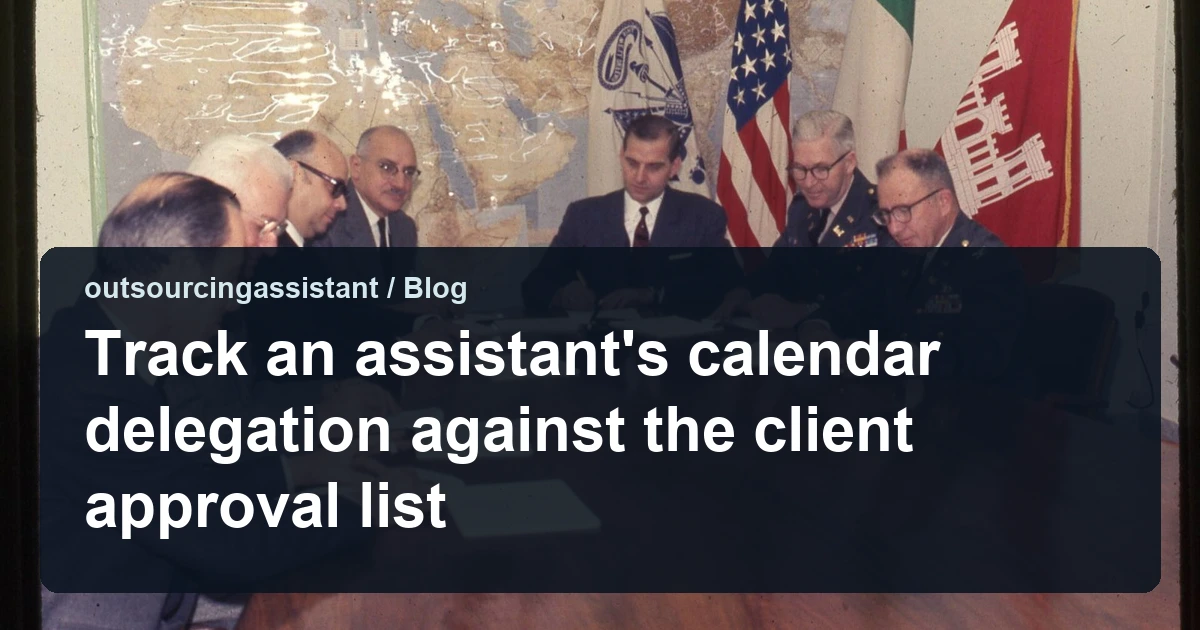 outsourcingassistant / Blog
Track an assistant's calendar
delegation against the client
approval list